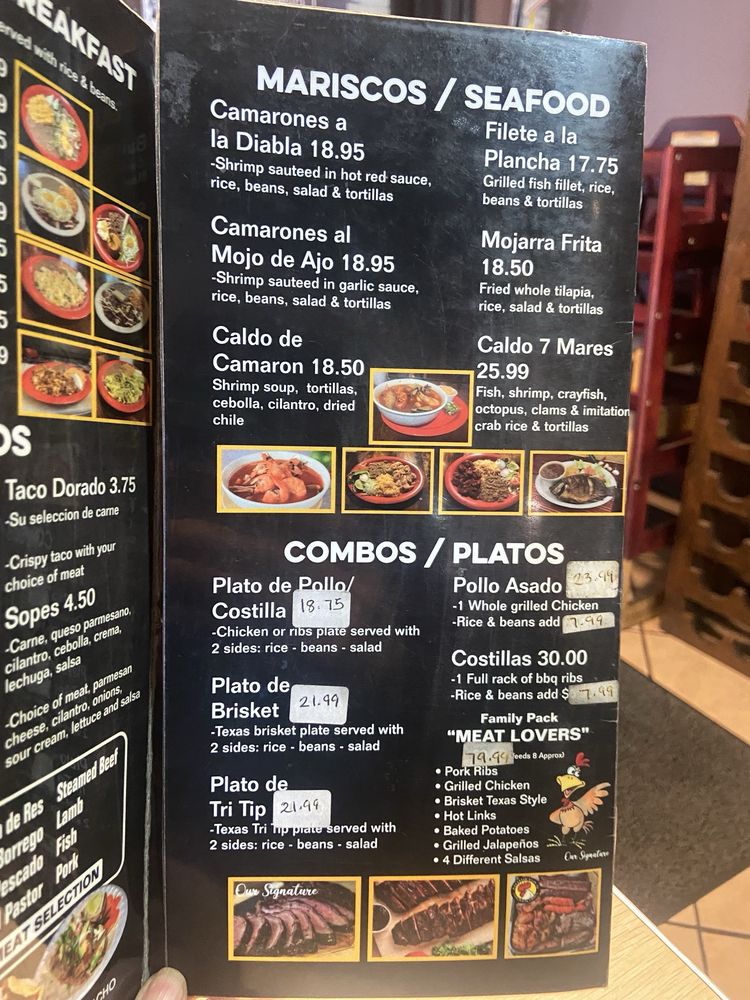 REAKFAST
erved with rice & beans.
OS
Taco Dorado 3.75
-Su seleccion de carne
-Crispy taco with your
choice of meat
Sopes 4.50
-Carne, queso parmesano,
cilantro, cebolla, crema,
lechuga, salsa
-Choice of meat, parmesan
cheese, cilantro, onions,
sour cream, lettuce and salsa
a de Res
Steamed Beef
Borrego
Lamb
Pescado
Fish
Pastor
Pork
MEAT SELECTION
MARISCOS / SEAFOOD
Camarones a
la Diabla 18.95
-Shrimp sauteed in hot red sauce,
rice, beans, salad & tortillas
Camarones al
Mojo de Ajo 18.95
-Shrimp sauteed in garlic sauce,
rice, beans, salad & tortillas
Caldo de
Camaron 18.50
Shrimp soup, tortillas,
cebolla, cilantro, dried
chile
Filete a la
Plancha 17.75
Grilled fish fillet, rice,
beans & tortillas
Mojarra Frita
18.50
Fried whole tilapia,
rice, salad & tortillas
Caldo 7 Mares
25.99
Fish, shrimp, crayfish,
octopus, clams & imitation
crab rice & tortillas
COMBOS / PLATOS
Plato de Pollo/
Costilla 18.75
-Chicken or ribs plate served with
2 sides: rice - beans - salad
Plato de
Brisket 21.99
-Texas brisket plate served with
2 sides: rice - beans - salad
Plato de
Tri Tip 21.99
-Texas Tri Tip plate served with
2 sides: rice - beans - salad
Pollo Asado 23.99
-1 Whole grilled Chicken
-Rice & beans add 7.99
Costillas 30.00
-1 Full rack of bbq ribs
-Rice & beans add $ 7.99
Family Pack
"MEAT LOVERS"
79.99 Feeds 8 Approx)
• Pork Ribs
• Grilled Chicken
• Brisket Texas Style
• Hot Links
• Baked Potatoes
• Grilled Jalapeños
• 4 Different Salsas
Our Signature
Our Signature